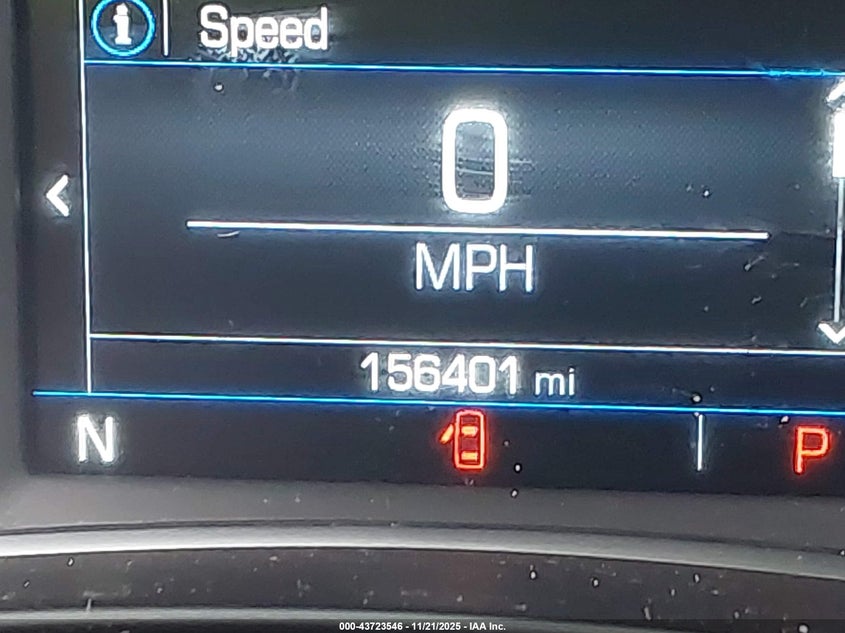 i Speed
0
MPH
156401 mi
N P
000-43723546 - 11/21/2025 - IAA Inc.